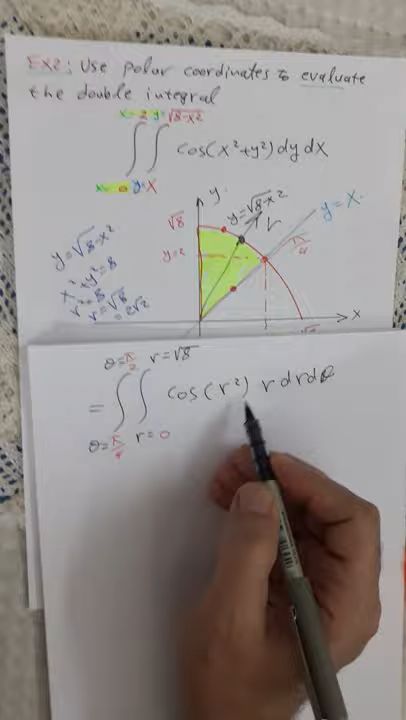 Ex2: Use polar coordinates to evaluate
the double integral
x=2 y=√8-x²
∫∫ cos(x²+y²) dy dx
x=0 y=x
y
y=√8-x²
r
y=x
√8
y=2
π/4
x
y=√8-x²
x²+y²=8
r²=8
r=√8
=2√2
θ=π/2 r=√8
= ∫∫ cos(r²) r dr dθ
θ=π/4 r=0